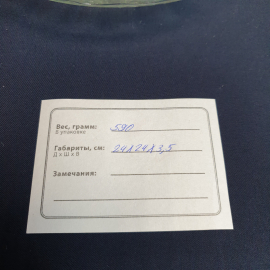 Вес, грамм: 590
В упаковке
Габариты, см: 24х24х3,5
Д х Ш х В
Замечания: